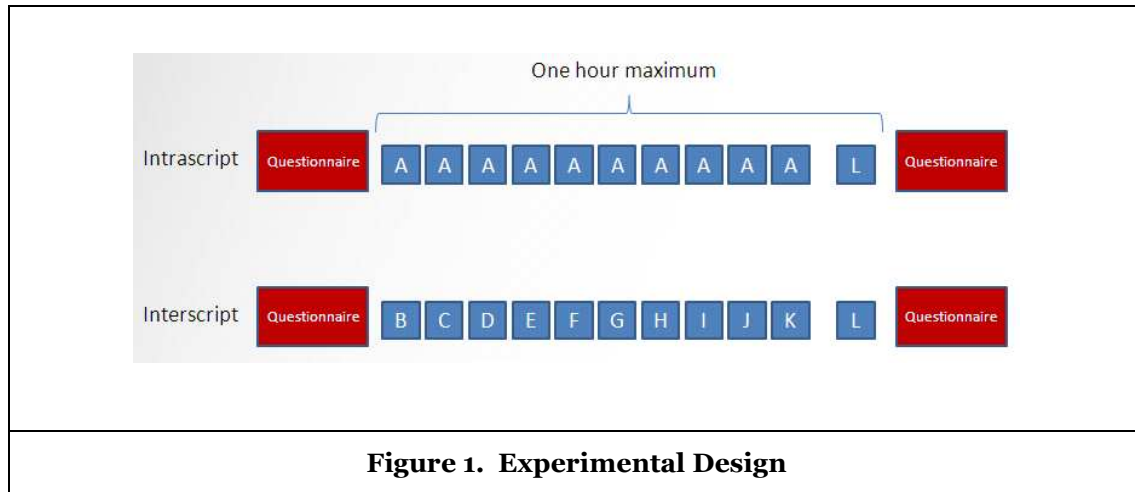 One hour maximum
Intrascript Questionnaire A A A A A A A A A A L Questionnaire
Interscript Questionnaire B C D E F G H I J K L Questionnaire
Figure 1. Experimental Design